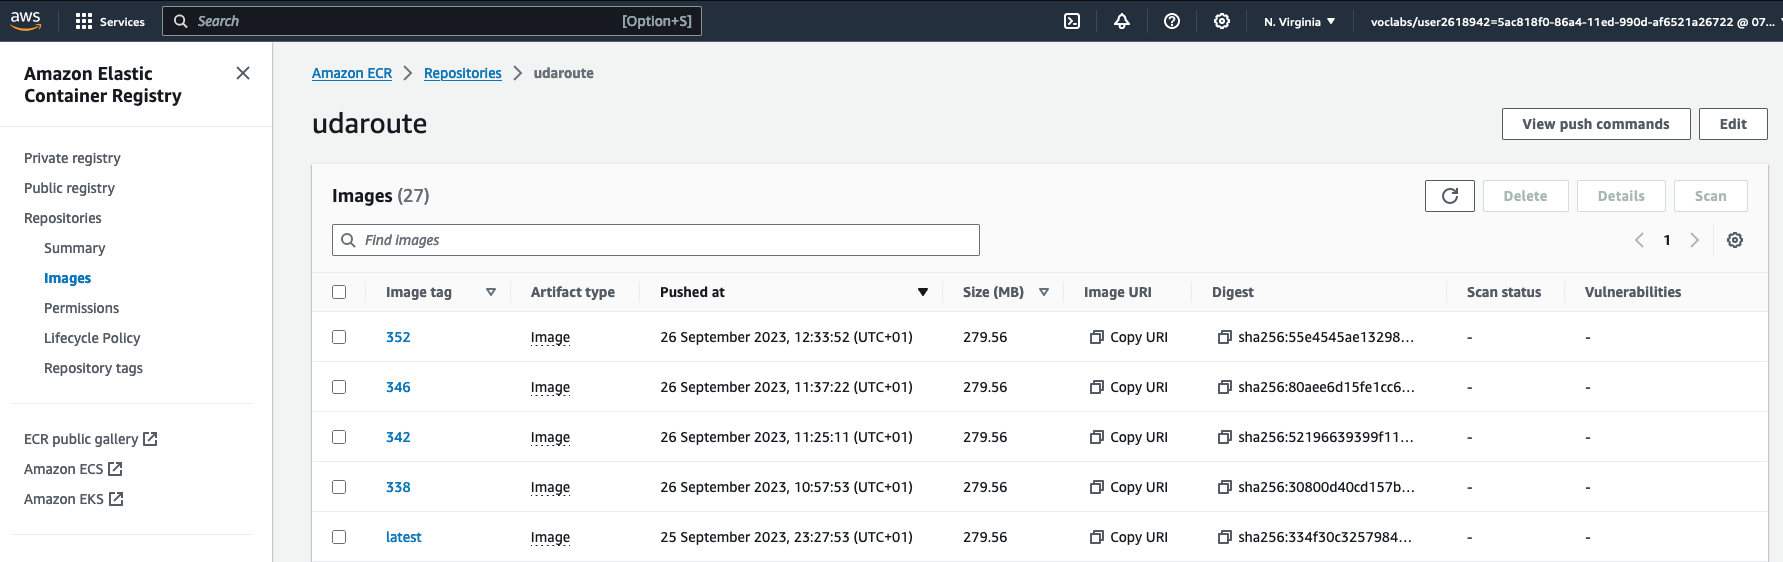 aws Services Search [Option+S] N. Virginia voclabs/user2618942=5ac818f0-86a4-11ed-990d-af6521a26722 @ 07...
Amazon Elastic
Container Registry
Private registry
Public registry
Repositories
Summary
Images
Permissions
Lifecycle Policy
Repository tags
ECR public gallery
Amazon ECS
Amazon EKS
Amazon ECR Repositories udaroute
udaroute
View push commands Edit
Images (27)
Delete Details Scan
Find images
1
Image tag Artifact type Pushed at Size (MB) Image URI Digest Scan status Vulnerabilities
352 Image 26 September 2023, 12:33:52 (UTC+01) 279.56 Copy URI sha256:55e4545ae13298... - -
346 Image 26 September 2023, 11:37:22 (UTC+01) 279.56 Copy URI sha256:80aee6d15fe1cc6... - -
342 Image 26 September 2023, 11:25:11 (UTC+01) 279.56 Copy URI sha256:52196639399f11... - -
338 Image 26 September 2023, 10:57:53 (UTC+01) 279.56 Copy URI sha256:30800d40cd157b... - -
latest Image 25 September 2023, 23:27:53 (UTC+01) 279.56 Copy URI sha256:334f30c3257984... - -